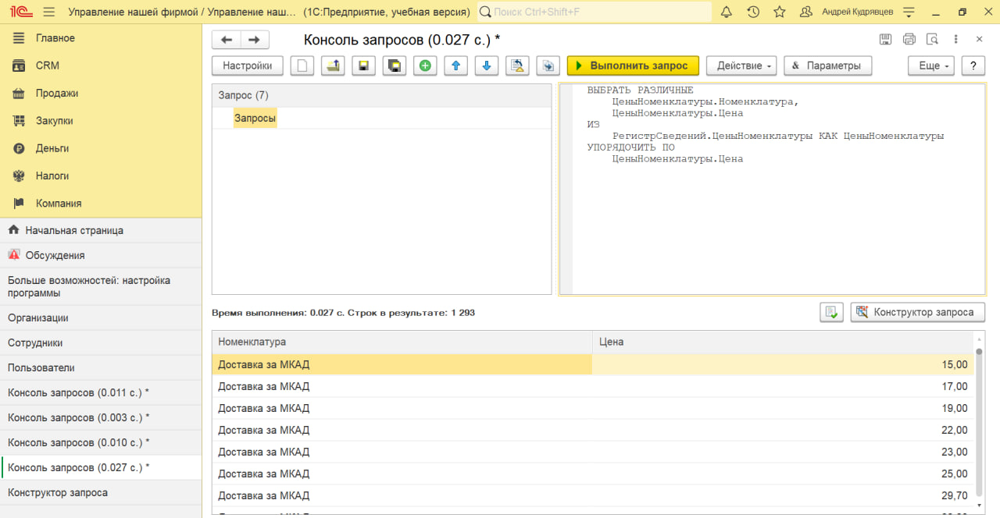 1С Управление нашей фирмой / Управление наш... (1С:Предприятие, учебная версия) Поиск Ctrl+Shift+F Андрей Кудрявцев
Главное
CRM
Продажи
Закупки
Деньги
Налоги
Компания
Начальная страница
Обсуждения
Больше возможностей: настройка
программы
Организации
Сотрудники
Пользователи
Консоль запросов (0.011 с.) *
Консоль запросов (0.003 с.) *
Консоль запросов (0.010 с.) *
Консоль запросов (0.027 с.) *
Конструктор запроса
Консоль запросов (0.027 с.) *
Настройки Выполнить запрос Действие & Параметры Еще ?
Запрос (7)
Запросы
ВЫБРАТЬ РАЗЛИЧНЫЕ
ЦеныНоменклатуры.Номенклатура,
ЦеныНоменклатуры.Цена
ИЗ
РегистрСведений.ЦеныНоменклатуры КАК ЦеныНоменклатуры
УПОРЯДОЧИТЬ ПО
ЦеныНоменклатуры.Цена
Время выполнения: 0.027 с. Строк в результате: 1 293
Конструктор запроса
Номенклатура Цена
Доставка за МКАД 15,00
Доставка за МКАД 17,00
Доставка за МКАД 19,00
Доставка за МКАД 22,00
Доставка за МКАД 23,00
Доставка за МКАД 25,00
Доставка за МКАД 29,70